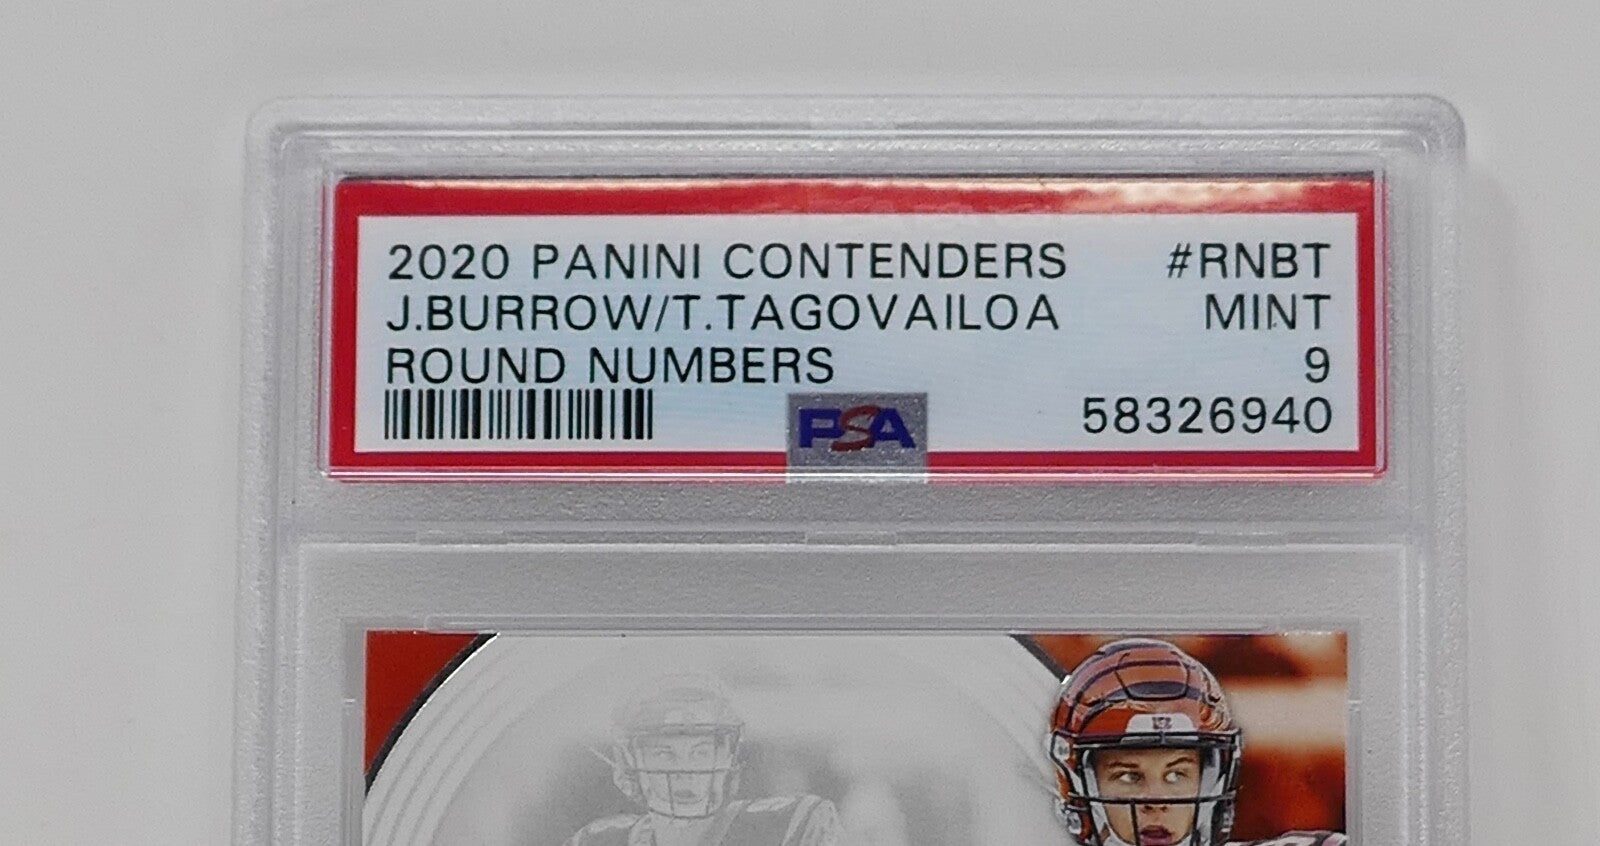 2020 PANINI CONTENDERS #RNBT
J.BURROW/T.TAGOVAILOA MINT
ROUND NUMBERS 9
PSA 58326940